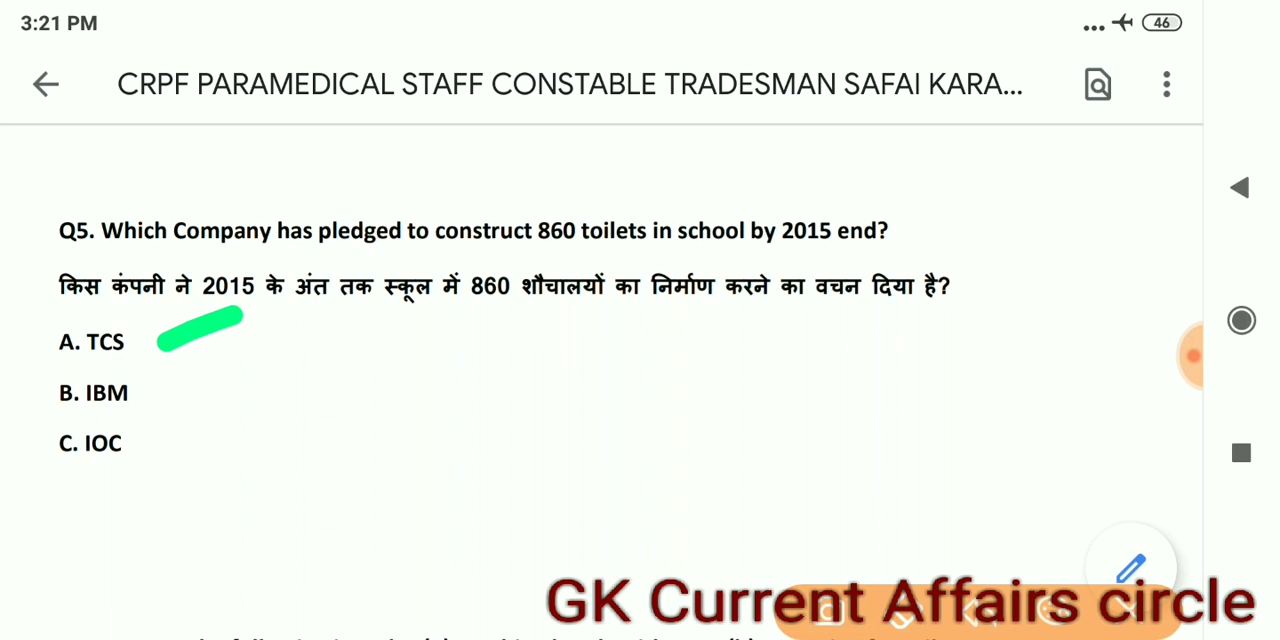 3:21 PM
46
CRPF PARAMEDICAL STAFF CONSTABLE TRADESMAN SAFAI KARA...
Q5. Which Company has pledged to construct 860 toilets in school by 2015 end?
किस कंपनी ने 2015 के अंत तक स्कूल में 860 शौचालयों का निर्माण करने का वचन दिया है?
A. TCS
B. IBM
C. IOC
GK Current Affairs circle